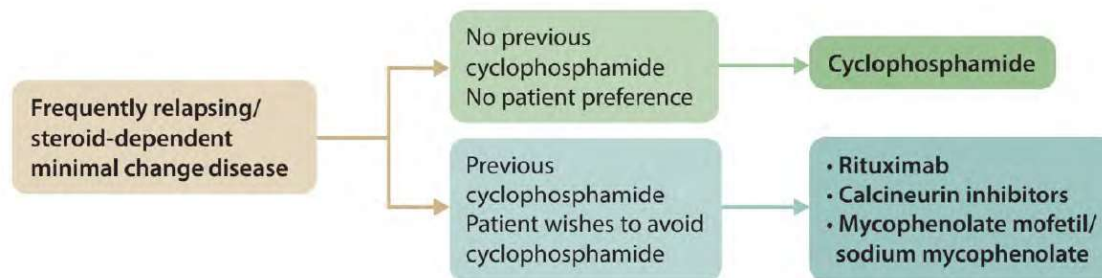 Frequently relapsing/
steroid-dependent
minimal change disease
No previous
cyclophosphamide
No patient preference
Cyclophosphamide
Previous
cyclophosphamide
Patient wishes to avoid
cyclophosphamide
• Rituximab
• Calcineurin inhibitors
• Mycophenolate mofetil/
sodium mycophenolate